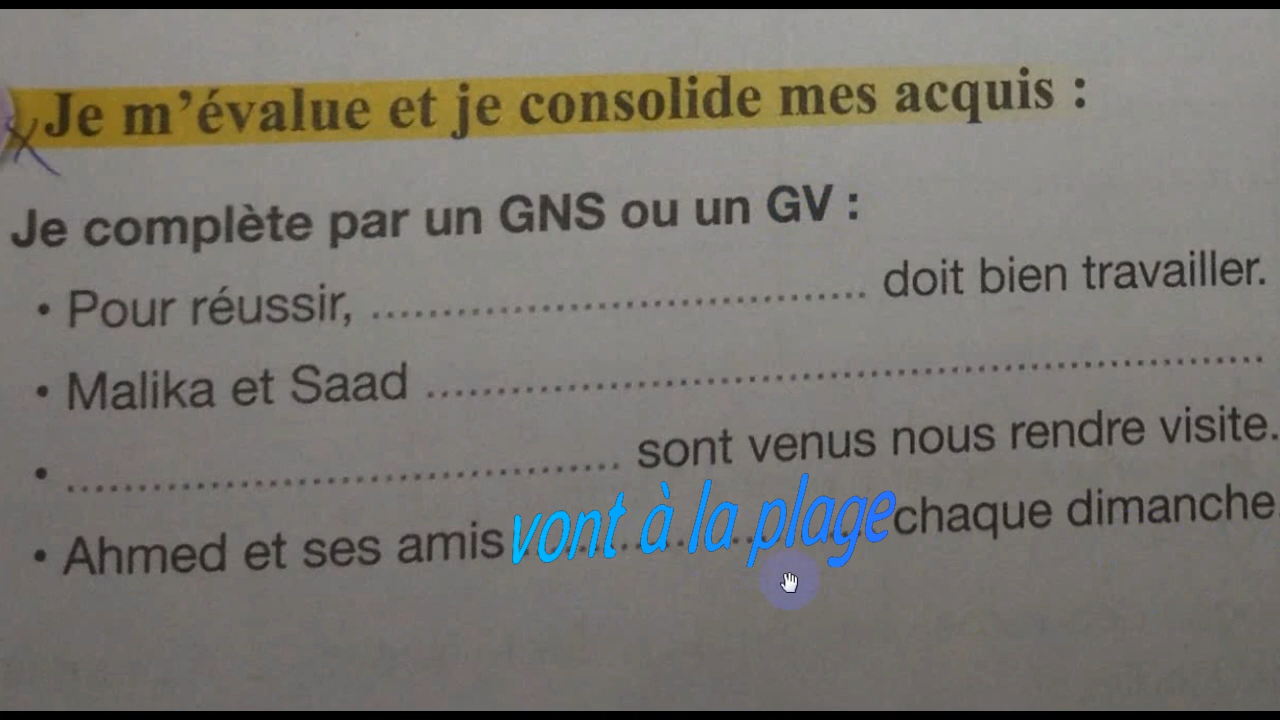 Je m'évalue et je consolide mes acquis :
Je complète par un GNS ou un GV :
• Pour réussir, .................................. doit bien travailler.
• Malika et Saad ............................................................
• ....................................... sont venus nous rendre visite.
• Ahmed et ses amis vont à la plage chaque dimanche